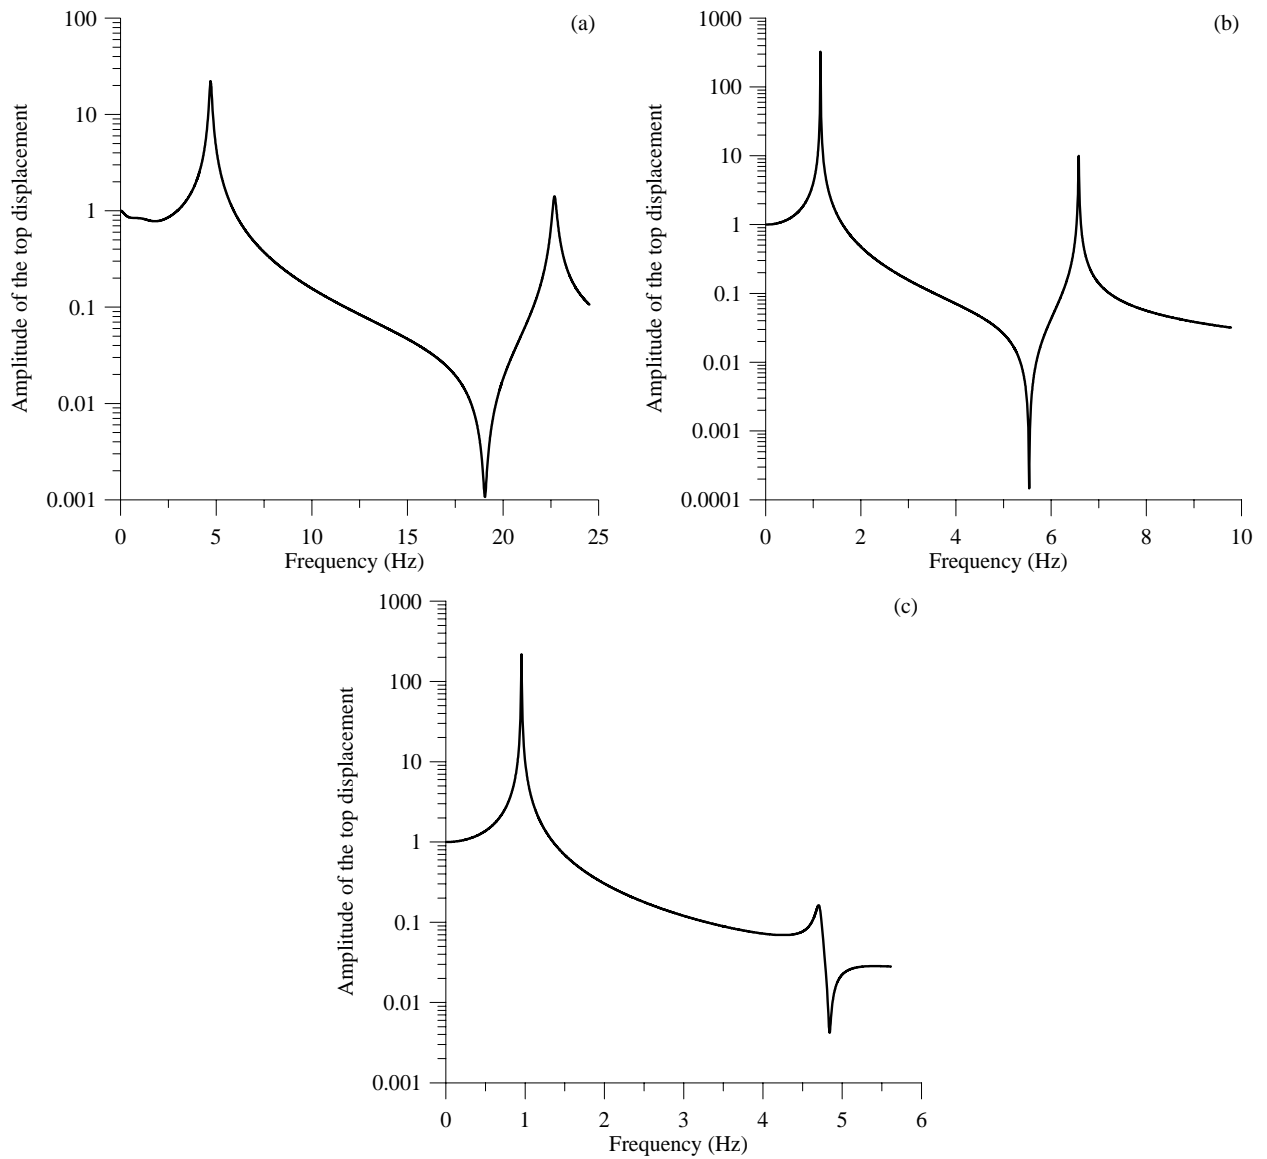 (a)
Amplitude of the top displacement
100
10
1
0.1
0.01
0.001
0 5 10 15 20 25
Frequency (Hz)
(b)
Amplitude of the top displacement
1000
100
10
1
0.1
0.01
0.001
0.0001
0 2 4 6 8 10
Frequency (Hz)
(c)
Amplitude of the top displacement
1000
100
10
1
0.1
0.01
0.001
0 1 2 3 4 5 6
Frequency (Hz)